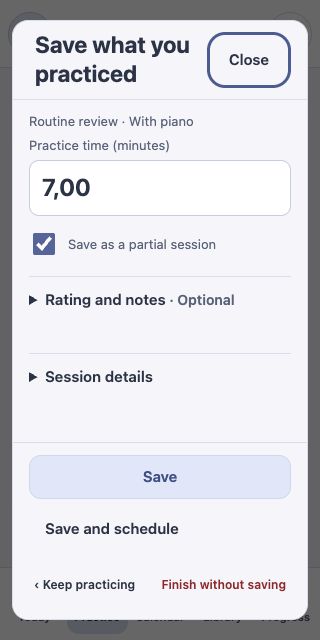 Save what you
practiced
Close
Routine review · With piano
Practice time (minutes)
7,00
Save as a partial session
Rating and notes · Optional
Session details
Save
Save and schedule
‹ Keep practicing
Finish without saving